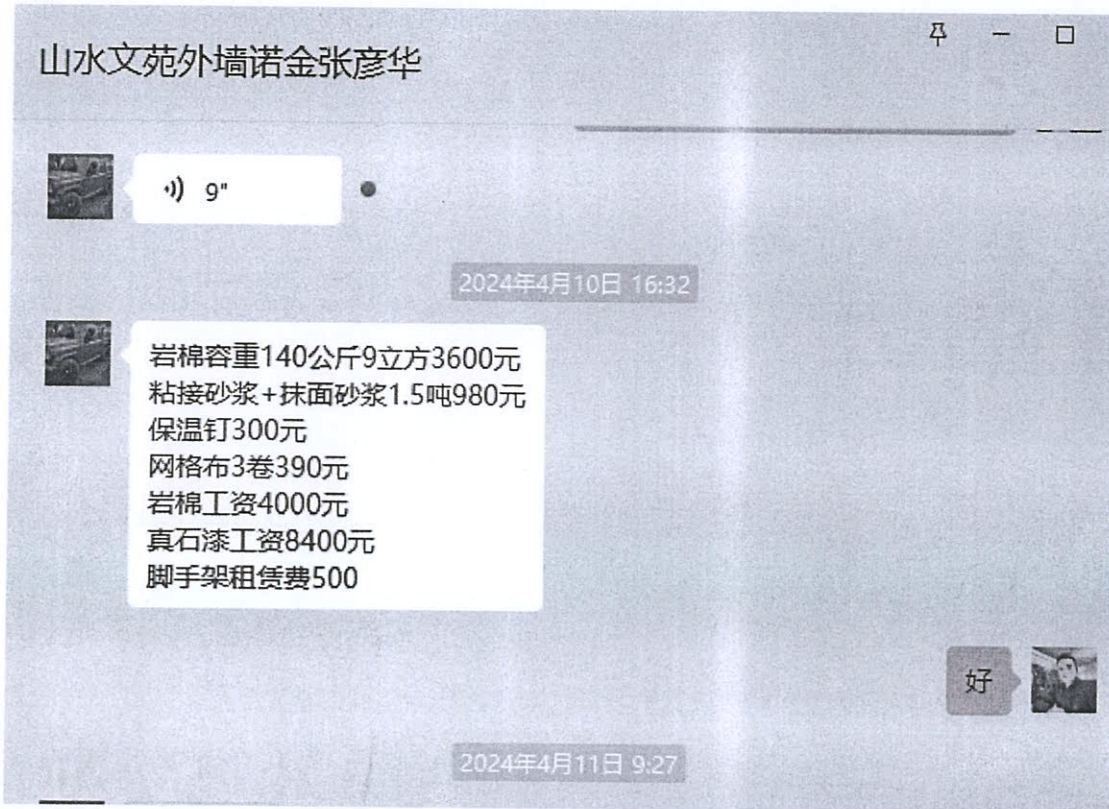 山水文苑外墙诺金张彦华
9"
2024年4月10日 16:32
岩棉容重140公斤9立方3600元
粘接砂浆+抹面砂浆1.5吨980元
保温钉300元
网格布3卷390元
岩棉工资4000元
真石漆工资8400元
脚手架租赁费500
好
2024年4月11日 9:27